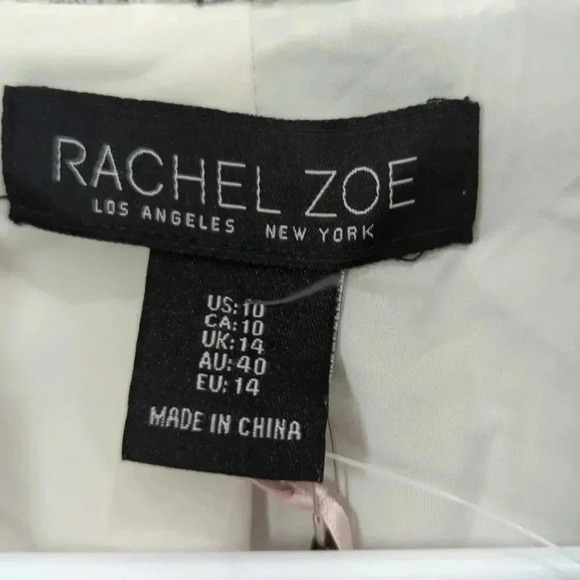 RACHEL ZOE
LOS ANGELES NEW YORK
US: 10
CA: 10
UK: 14
AU: 40
EU: 14
MADE IN CHINA